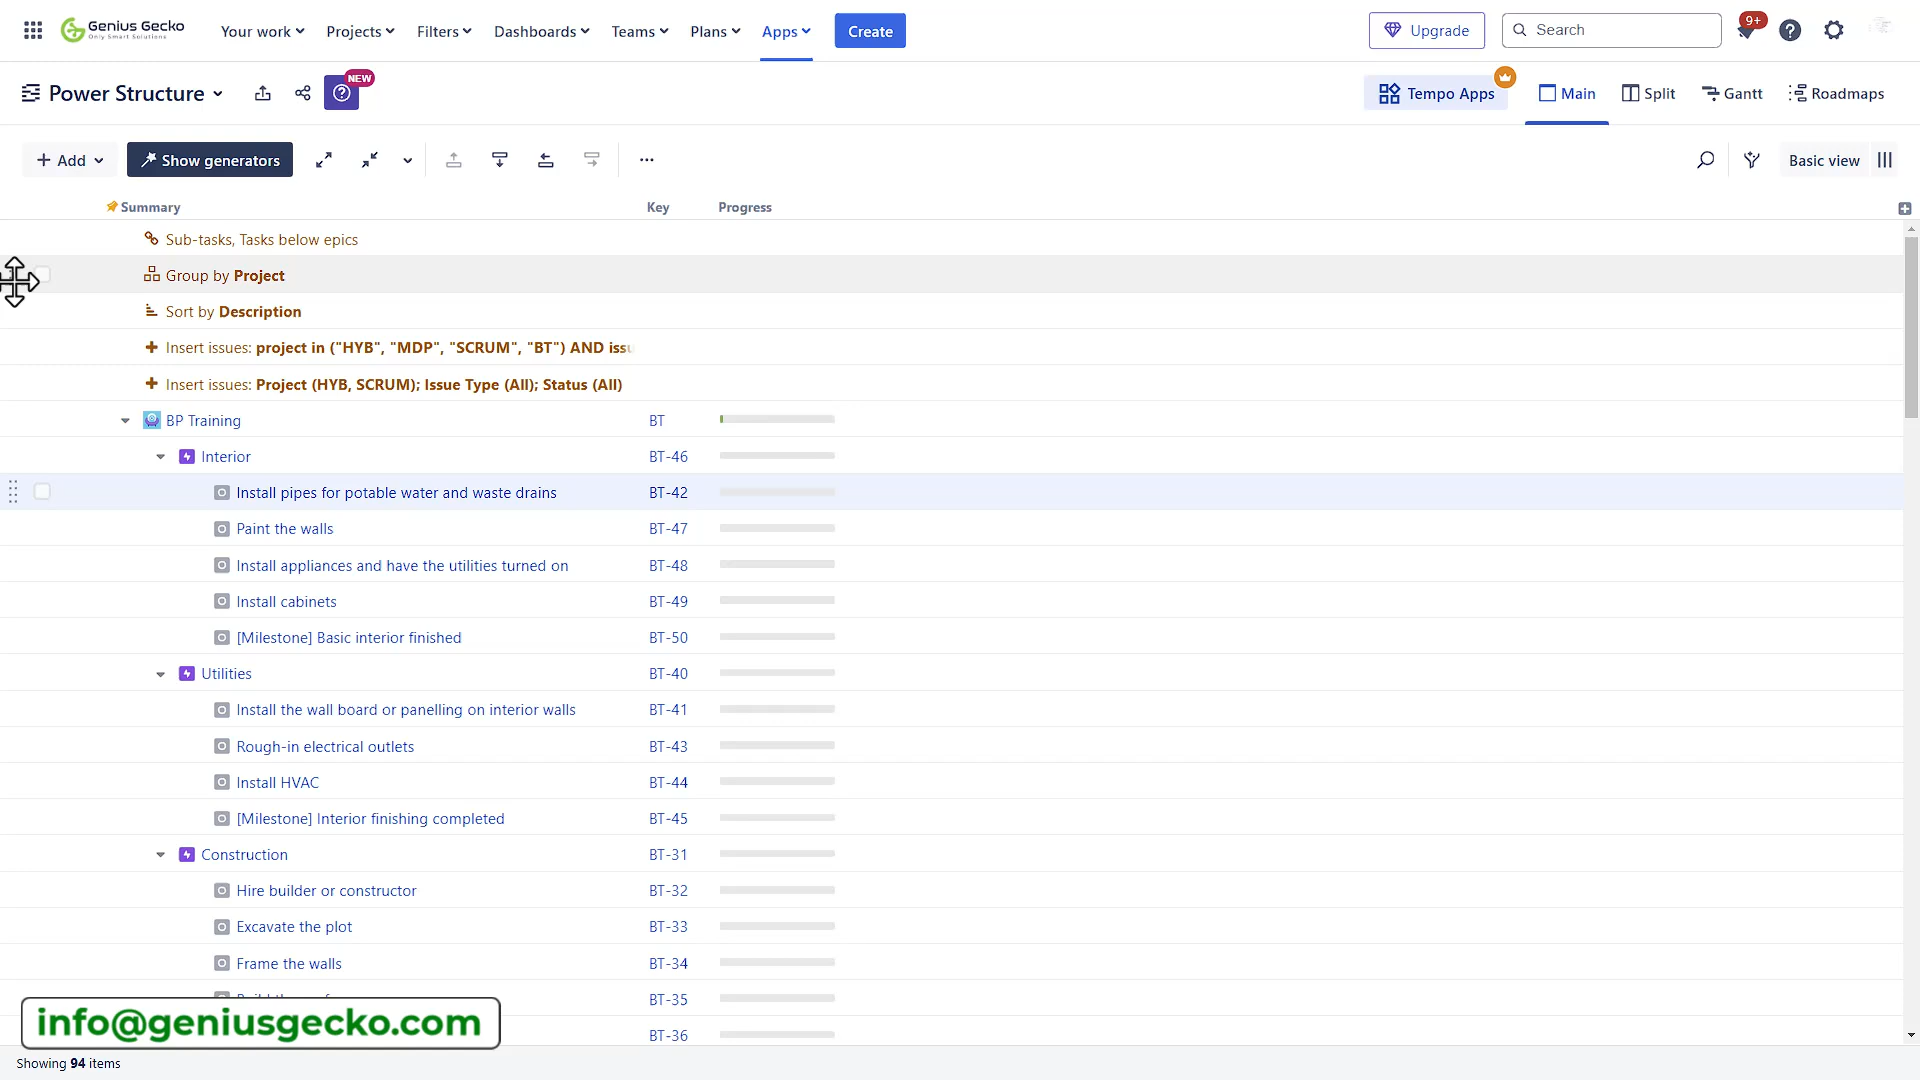 Genius Gecko
Only Smart Solutions
Your work
Projects
Filters
Dashboards
Teams
Plans
Apps
Create
Upgrade
Search
9+
Power Structure
NEW
Tempo Apps
Main
Split
Gantt
Roadmaps
Add
Show generators
Basic view
Summary Key Progress
Sub-tasks, Tasks below epics
Group by Project
Sort by Description
Insert issues: project in ("HYB", "MDP", "SCRUM", "BT") AND issu
Insert issues: Project (HYB, SCRUM); Issue Type (All); Status (All)
BP Training BT
Interior BT-46
Install pipes for potable water and waste drains BT-42
Paint the walls BT-47
Install appliances and have the utilities turned on BT-48
Install cabinets BT-49
[Milestone] Basic interior finished BT-50
Utilities BT-40
Install the wall board or panelling on interior walls BT-41
Rough-in electrical outlets BT-43
Install HVAC BT-44
[Milestone] Interior finishing completed BT-45
Construction BT-31
Hire builder or constructor BT-32
Excavate the plot BT-33
Frame the walls BT-34
BT-35
BT-36
info@geniusgecko.com
Showing 94 items